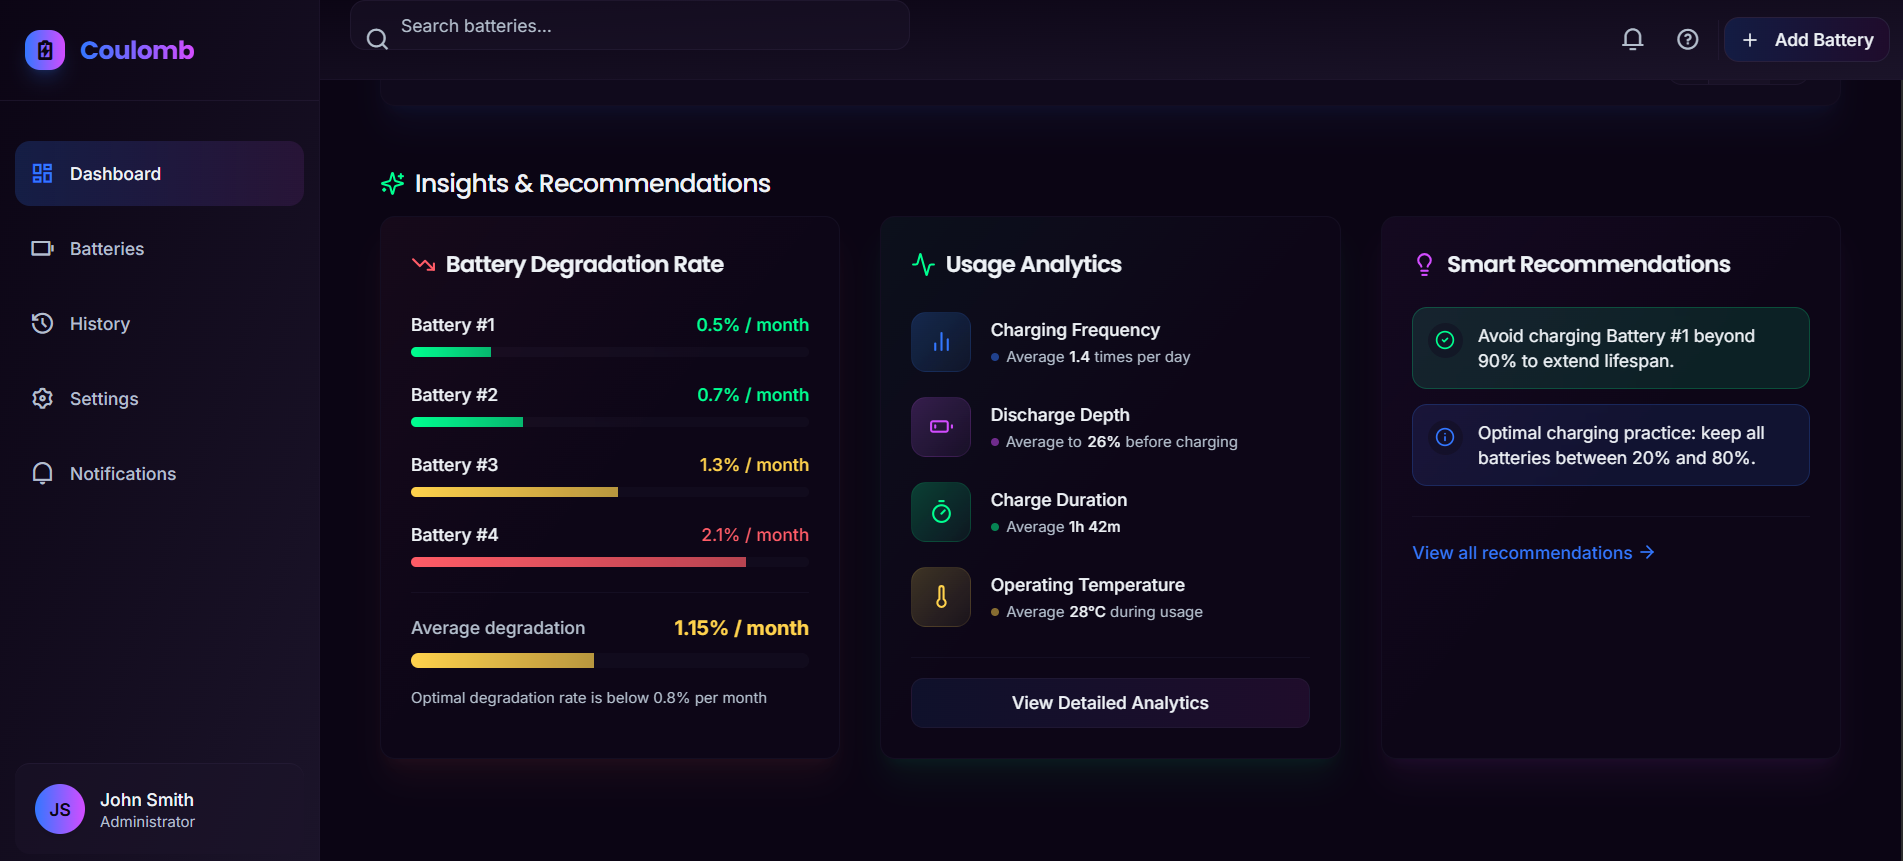 Coulomb
Search batteries...
Add Battery
Dashboard
Batteries
History
Settings
Notifications
JS
John Smith
Administrator
Insights & Recommendations
Battery Degradation Rate
Battery #1 0.5% / month
Battery #2 0.7% / month
Battery #3 1.3% / month
Battery #4 2.1% / month
Average degradation 1.15% / month
Optimal degradation rate is below 0.8% per month
Usage Analytics
Charging Frequency
Average 1.4 times per day
Discharge Depth
Average to 26% before charging
Charge Duration
Average 1h 42m
Operating Temperature
Average 28°C during usage
View Detailed Analytics
Smart Recommendations
Avoid charging Battery #1 beyond
90% to extend lifespan.
Optimal charging practice: keep all
batteries between 20% and 80%.
View all recommendations →